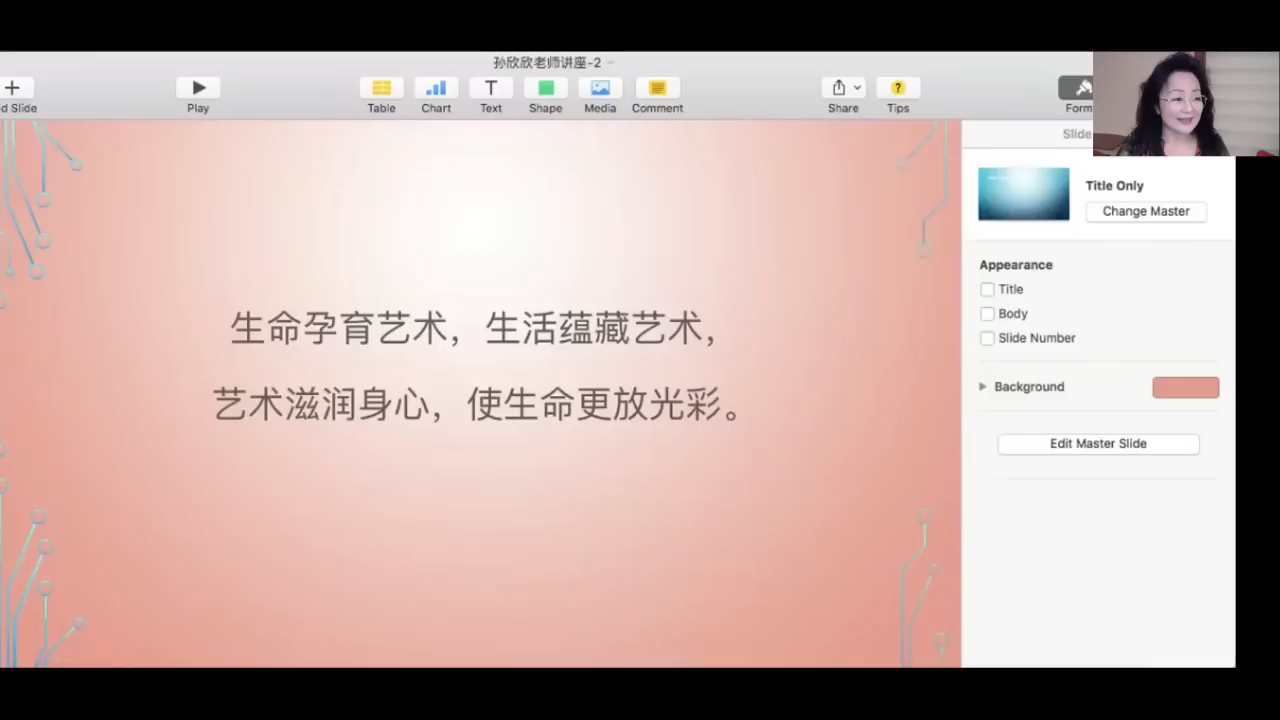 孙欣欣老师讲座-2
d Slide
Play
Table
Chart
Text
Shape
Media
Comment
Share
Tips
Form
Slide
Title Only
Change Master
Appearance
Title
Body
Slide Number
Background
Edit Master Slide
生命孕育艺术，生活蕴藏艺术，
艺术滋润身心，使生命更放光彩。